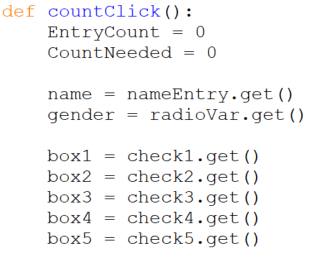 def countClick():
    EntryCount = 0
    CountNeeded = 0

    name = nameEntry.get()
    gender = radioVar.get()

    box1 = check1.get()
    box2 = check2.get()
    box3 = check3.get()
    box4 = check4.get()
    box5 = check5.get()